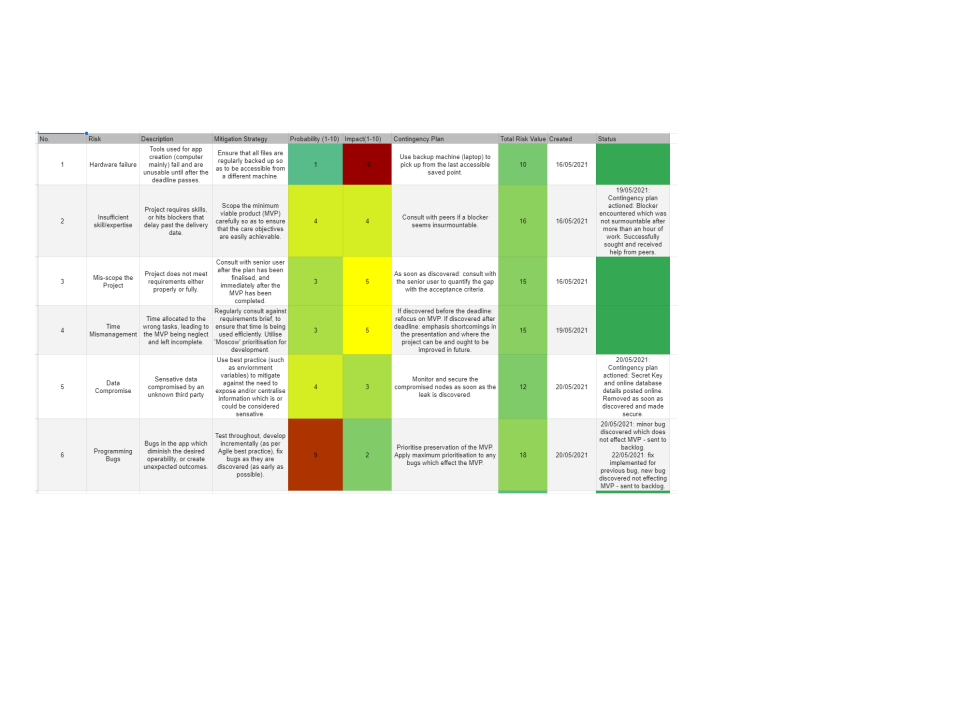 No. Risk Description Mitigation Strategy Probability (1-10) Impact(1-10) Contingency Plan Total Risk Value Created Status
1
Hardware failure
Tools used for app
creation (computer
mainly) fail and are
unusable until after the
deadline passes.
Ensure that all files are
regularly backed up so
as to be accessible from
a different machine.
1
10
Use backup machine (laptop) to
pick up from the last accessible
saved point.
10
16/05/2021
2
Insufficient
skill/expertise
Project requires skills,
or hits blockers that
delay past the delivery
date.
Scope the minimum
viable product (MVP)
carefully so as to ensure
that the care objectives
are easily achievable.
4
4
Consult with peers if a blocker
seems insurmountable.
16
16/05/2021
19/05/2021:
Contingency plan
actioned: Blocker
encountered which was
not surmountable after
more than an hour of
work. Successfully
sought and received
help from peers.
3
Mis-scope the
Project
Project does not meet
requirements either
properly or fully.
Consult with senior user
after the plan has been
finalised, and
immediately after the
MVP has been
completed.
3
5
As soon as discovered: consult with
the senior user to quantify the gap
with the acceptance criteria.
15
16/05/2021
4
Time
Mismanagement
Time allocated to the
wrong tasks, leading to
the MVP being neglect
and left incomplete.
Regularly consult against
requirements brief, to
ensure that time is being
used efficiently. Utilise
'Moscow' prioritisation for
development.
3
5
If discovered before the deadline:
refocus on MVP. If discovered after
deadline: emphasis shortcomings in
the presentation and where the
project can be and ought to be
improved in future.
15
19/05/2021
5
Data
Compromise
Sensative data
compromised by an
unknown third party
Use best practice (such
as enviornment
variables) to mitigate
against the need to
expose and/or centralise
information which is or
could be considered
sensative
4
3
Monitor and secure the
compromised nodes as soon as the
leak is discovered
12
20/05/2021
20/05/2021:
Contingency plan
actioned: Secret Key
and online database
details posted online.
Removed as soon as
discovered and made
secure.
6
Programming
Bugs
Bugs in the app which
diminish the desired
operability, or create
unexpected outcomes.
Test throughout, develop
incrementally (as per
Agile best practice), fix
bugs as they are
discovered (as early as
possible).
9
2
Prioritise preservation of the MVP.
Apply maximum prioritisation to any
bugs which effect the MVP.
18
20/05/2021
20/05/2021: minor bug
discovered which does
not effect MVP - sent to
backlog.
22/05/2021: fix
implemented for
previous bug, new bug
discovered not effecting
MVP - sent to backlog.